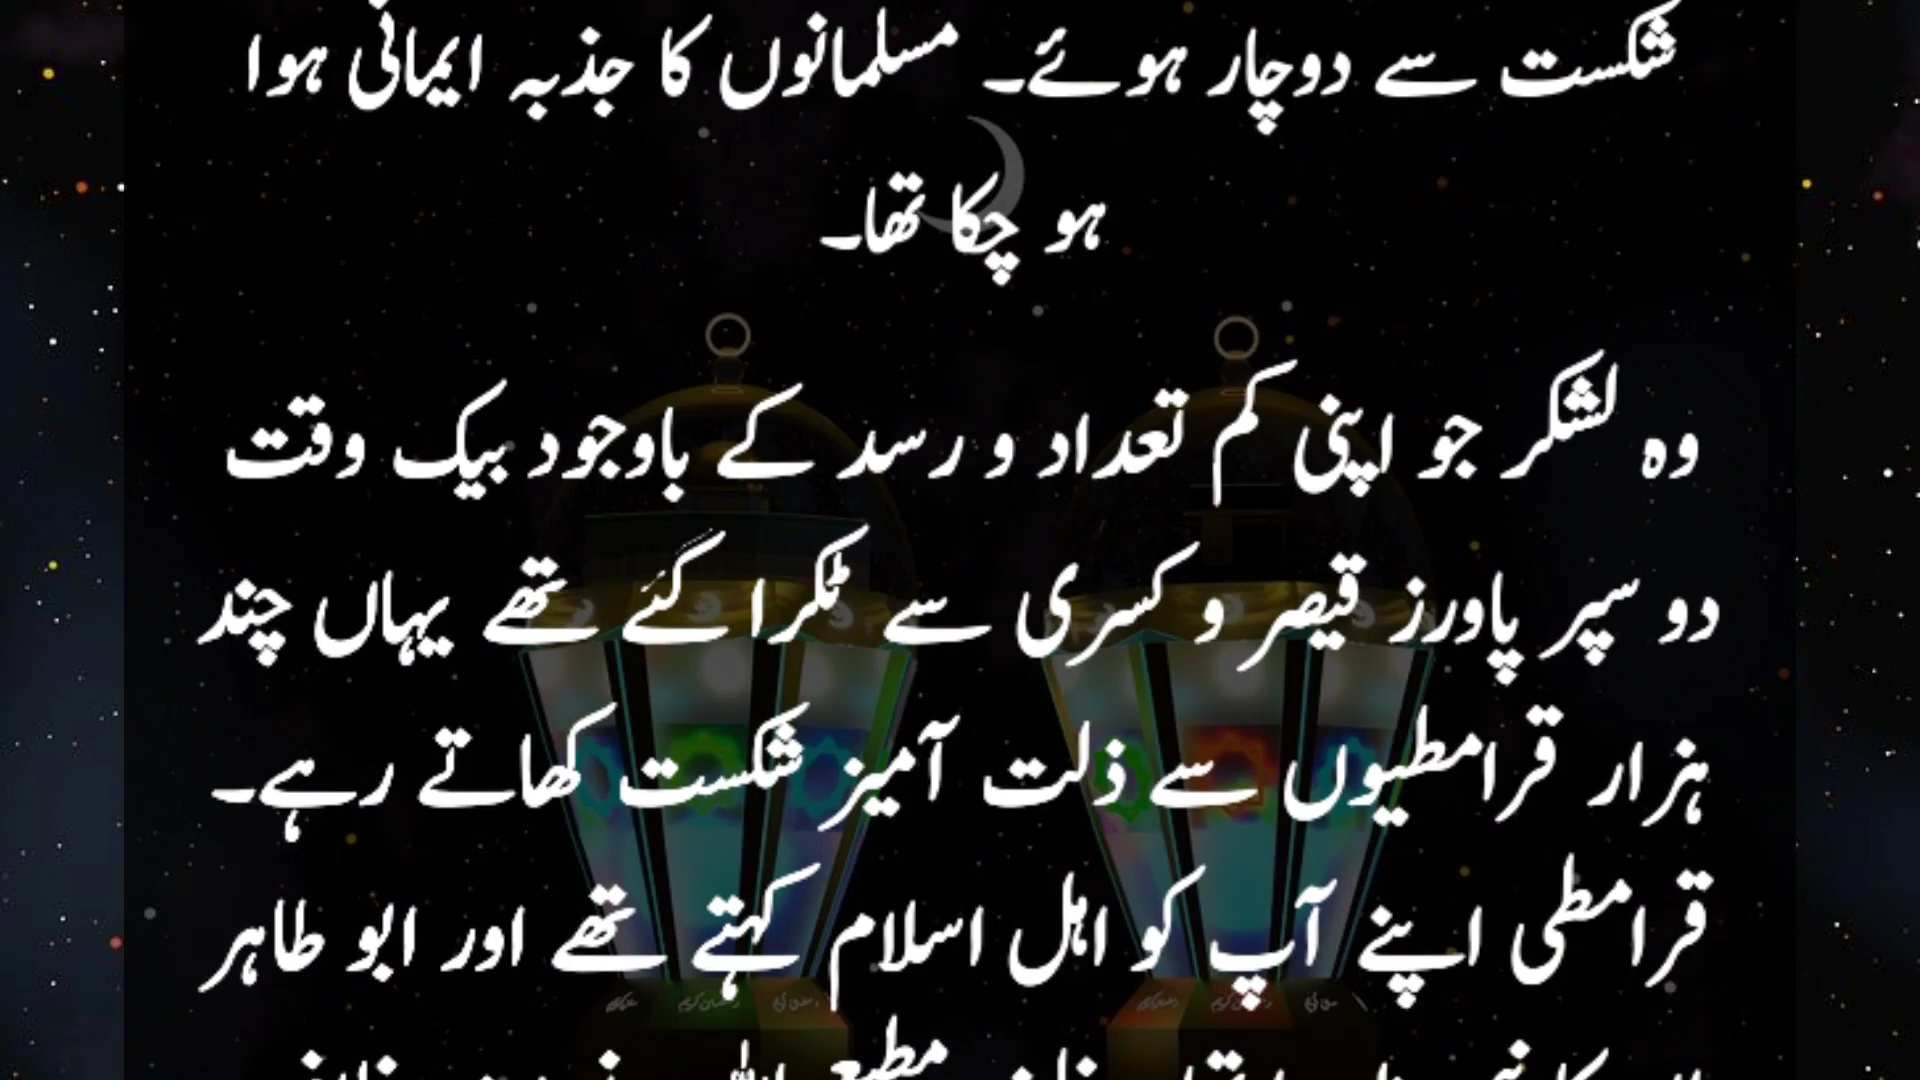 شکست سے دوچار ہوئے۔ مسلمانوں کا جذبہ ایمانی ہوا
ہو چکا تھا۔
وہ لشکر جو اپنی کم تعداد و رسد کے باوجود بیک وقت
دو سپر پاورز قیصر و کسری سے ٹکرا گئے تھے یہاں چند
ہزار قرامطیوں سے ذلت آمیز شکست کھاتے رہے۔
قرامطی اپنے آپ کو اہل اسلام کہتے تھے اور ابو طاہر